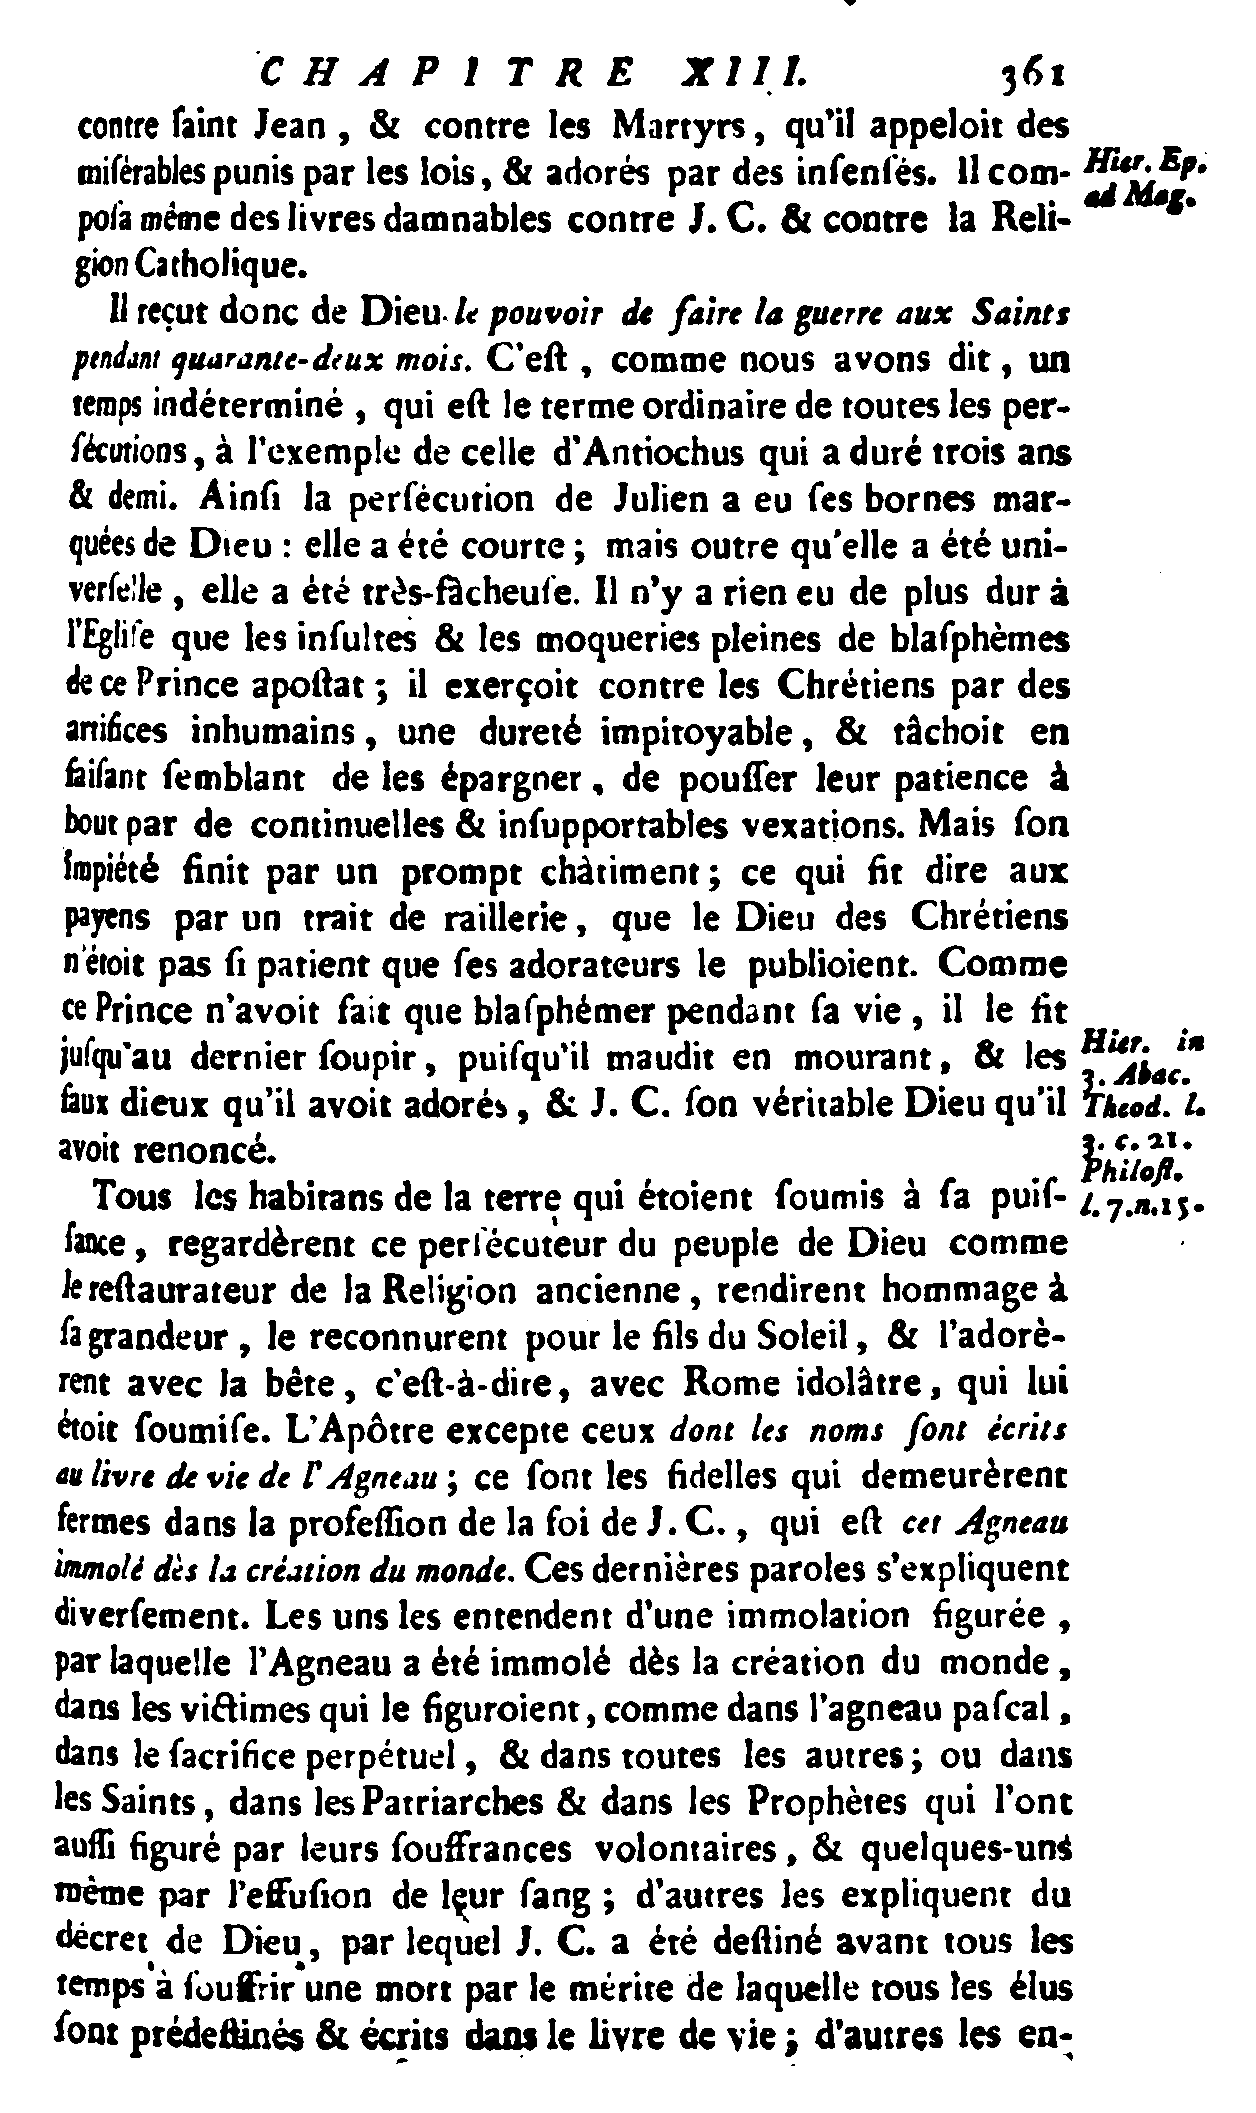 CHAPITRE XIII. 361
contre ſaint Jean, & contre les Martyrs, qu'il appeloit des
miſérables punis par les lois, & adorés par des inſenſés. Il com-
poſa même des livres damnables contre J. C. & contre la Reli-
gion Catholique.
Hier. Ep.
ad Mag.
Il reçut donc de Dieu le pouvoir de faire la guerre aux Saints
pendant quarante-deux mois. C'eſt, comme nous avons dit, un
temps indéterminé, qui eſt le terme ordinaire de toutes les per-
ſécutions, à l'exemple de celle d'Antiochus qui a duré trois ans
& demi. Ainſi la perſécution de Julien a eu ſes bornes mar-
quées de Dieu : elle a été courte ; mais outre qu'elle a été uni-
verſelle, elle a été très-fâcheuſe. Il n'y a rien eu de plus dur à
l'Egliſe que les inſultes & les moqueries pleines de blaſphèmes
de ce Prince apoſtat ; il exerçoit contre les Chrétiens par des
artifices inhumains, une dureté impitoyable, & tâchoit en
faiſant ſemblant de les épargner, de pouſſer leur patience à
bout par de continuelles & inſupportables vexations. Mais ſon
impiété finit par un prompt châtiment ; ce qui fit dire aux
payens par un trait de raillerie, que le Dieu des Chrétiens
n'étoit pas ſi patient que ſes adorateurs le publioient. Comme
ce Prince n'avoit fait que blaſphémer pendant ſa vie, il le fit
juſqu'au dernier ſoupir, puiſqu'il maudit en mourant, & les
faux dieux qu'il avoit adorés, & J. C. ſon véritable Dieu qu'il
avoit renoncé.
Hier. in
3. Abac.
Theod. l.
3. c. 21.
Philoſt.
l. 7. n. 15.
Tous les habitans de la terre qui étoient ſoumis à ſa puiſ-
ſance, regardèrent ce perſécuteur du peuple de Dieu comme
le reſtaurateur de la Religion ancienne, rendirent hommage à
ſa grandeur, le reconnurent pour le fils du Soleil, & l'adorè-
rent avec la bête, c'eſt-à-dire, avec Rome idolâtre, qui lui
étoit ſoumiſe. L'Apôtre excepte ceux dont les noms ſont écrits
au livre de vie de l'Agneau ; ce ſont les fidelles qui demeurèrent
fermes dans la profeſſion de la foi de J. C., qui eſt cet Agneau
immolé dès la création du monde. Ces dernières paroles s'expliquent
diverſement. Les uns les entendent d'une immolation figurée,
par laquelle l'Agneau a été immolé dès la création du monde,
dans les victimes qui le figuroient, comme dans l'agneau paſcal,
dans le ſacrifice perpétuel, & dans toutes les autres ; ou dans
les Saints, dans les Patriarches & dans les Prophètes qui l'ont
auſſi figuré par leurs ſouffrances volontaires, & quelques-uns
même par l'effuſion de leur ſang ; d'autres les expliquent du
décret de Dieu, par lequel J. C. a été deſtiné avant tous les
temps à ſouffrir une mort par le mérite de laquelle tous les élus
ſont prédeſtinés & écrits dans le livre de vie ; d'autres les en-